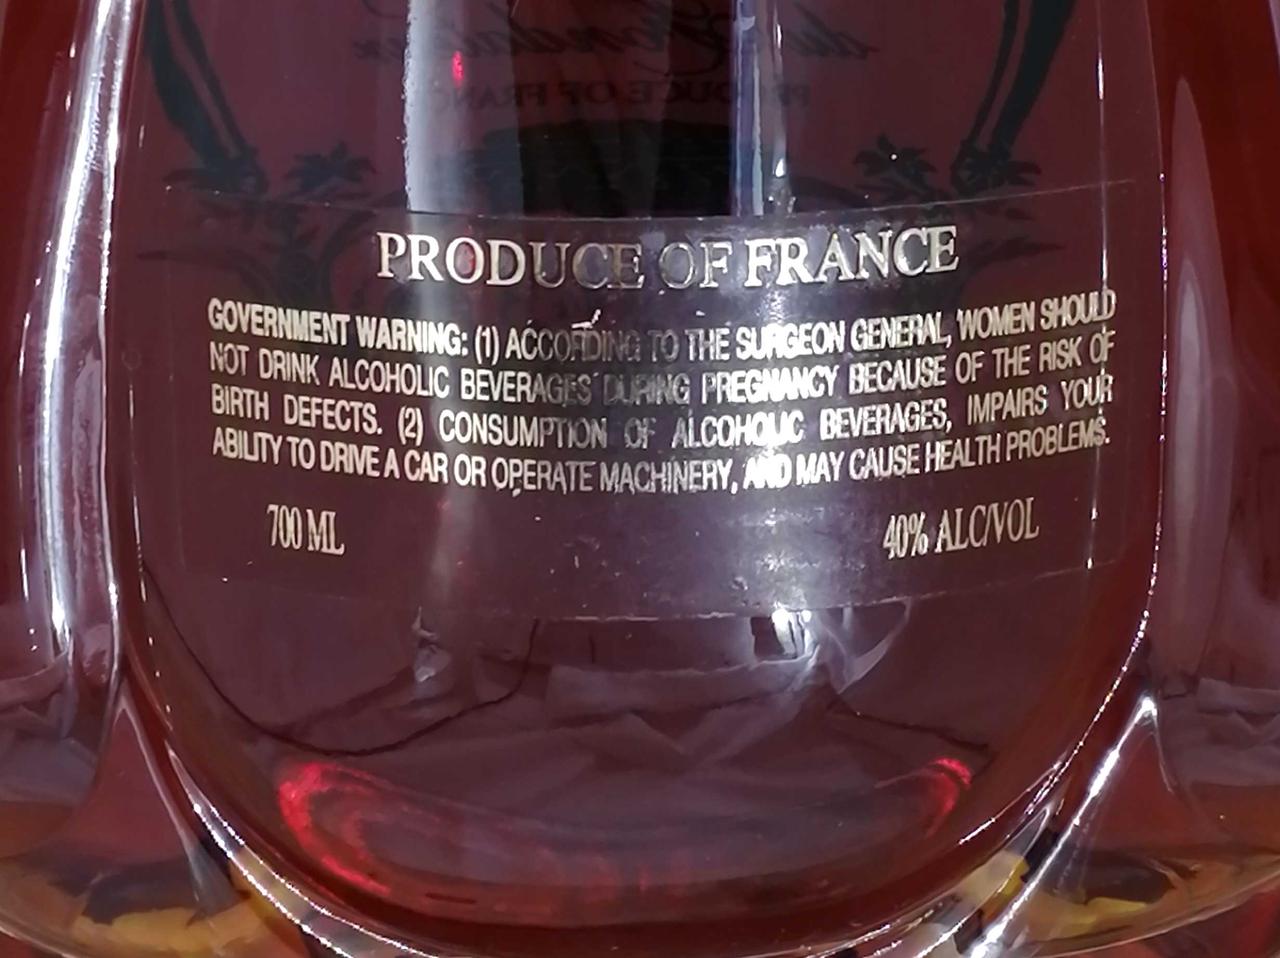 PRODUCE OF FRANCE
GOVERNMENT WARNING: (1) ACCORDING TO THE SURGEON GENERAL, WOMEN SHOULD
NOT DRINK ALCOHOLIC BEVERAGES DURING PREGNANCY BECAUSE OF THE RISK OF
BIRTH DEFECTS. (2) CONSUMPTION OF ALCOHOLIC BEVERAGES, IMPAIRS YOUR
ABILITY TO DRIVE A CAR OR OPERATE MACHINERY, AND MAY CAUSE HEALTH PROBLEMS.
700 ML
40% ALC/VOL